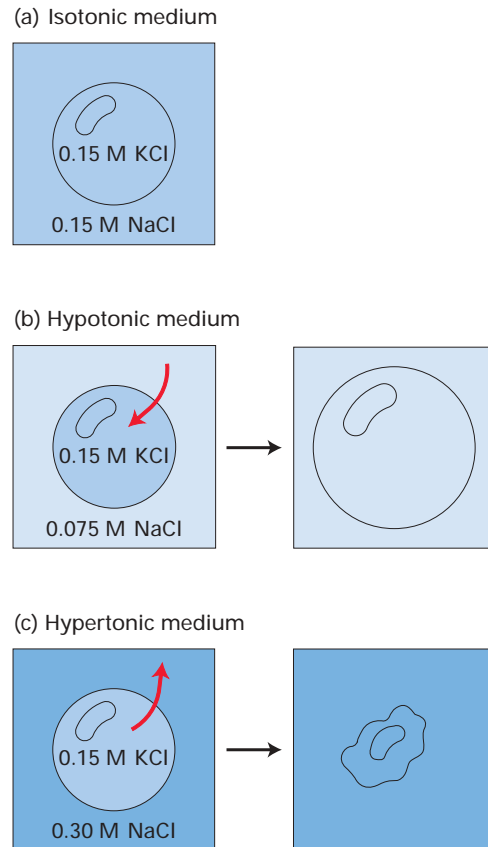 (a) Isotonic medium
0.15 M KCl
0.15 M NaCl
(b) Hypotonic medium
0.15 M KCl
0.075 M NaCl
(c) Hypertonic medium
0.15 M KCl
0.30 M NaCl